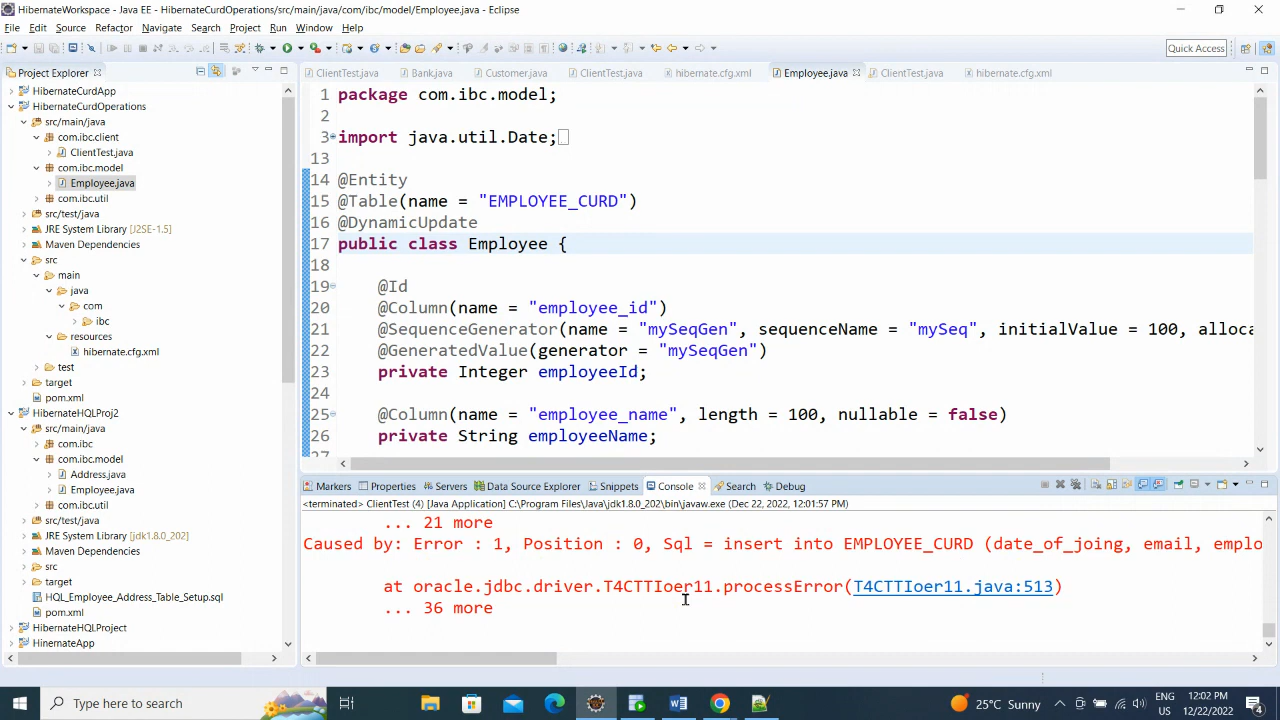 HibernateWorkspace - Java EE - HibernateCurdOperations/src/main/java/com/ibc/model/Employee.java - Eclipse
File Edit Source Refactor Navigate Search Project Run Window Help
Quick Access
Project Explorer
HibernateCurdApp
HibernateCurdOperations
src/main/java
com.ibc.client
ClientTest.java
com.ibc.model
Employee.java
com.ibc.util
src/test/java
JRE System Library [J2SE-1.5]
Maven Dependencies
src
main
java
com
ibc
resources
hibernate.cfg.xml
test
target
pom.xml
HibernateHQLProj2
src/main/java
com.ibc
com.ibc.model
Address.java
Employee.java
com.ibc.util
src/test/java
JRE System Library [jdk1.8.0_202]
Maven Dependencies
src
target
HQL_Employee_Address_Table_Setup.sql
pom.xml
HibernateHQLProject
HinernateApp
ClientTest.java Bank.java Customer.java ClientTest.java hibernate.cfg.xml Employee.java ClientTest.java hibernate.cfg.xml
1 package com.ibc.model;
2
3 import java.util.Date;
13
14 @Entity
15 @Table(name = "EMPLOYEE_CURD")
16 @DynamicUpdate
17 public class Employee {
18
19 @Id
20 @Column(name = "employee_id")
21 @SequenceGenerator(name = "mySeqGen", sequenceName = "mySeq", initialValue = 100, alloca
22 @GeneratedValue(generator = "mySeqGen")
23 private Integer employeeId;
24
25 @Column(name = "employee_name", length = 100, nullable = false)
26 private String employeeName;
27
Markers Properties Servers Data Source Explorer Snippets Console Search Debug
<terminated> ClientTest (4) [Java Application] C:\Program Files\Java\jdk1.8.0_202\bin\javaw.exe (Dec 22, 2022, 12:01:57 PM)
... 21 more
Caused by: Error : 1, Position : 0, Sql = insert into EMPLOYEE_CURD (date_of_joing, email, emplo
at oracle.jdbc.driver.T4CTTIoer11.processError(T4CTTIoer11.java:513)
... 36 more
Type here to search
25°C Sunny
ENG
US
12:02 PM
12/22/2022
4